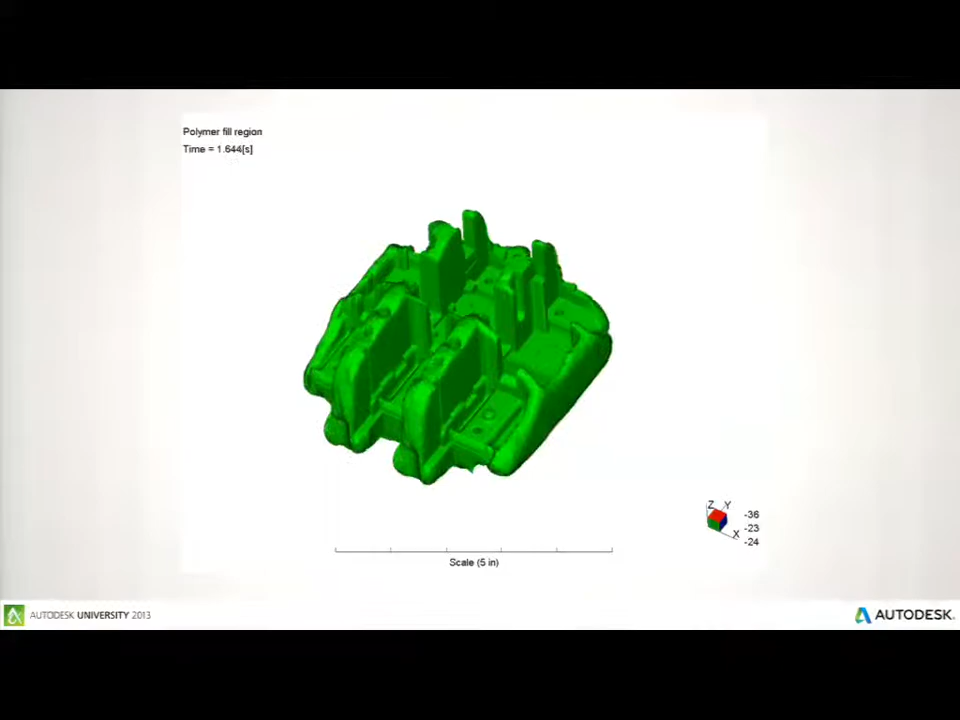 Polymer fill region
Time = 1.644[s]
Z Y
X
-36
-23
-24
Scale (5 in)
AUTODESK UNIVERSITY 2013
AUTODESK.